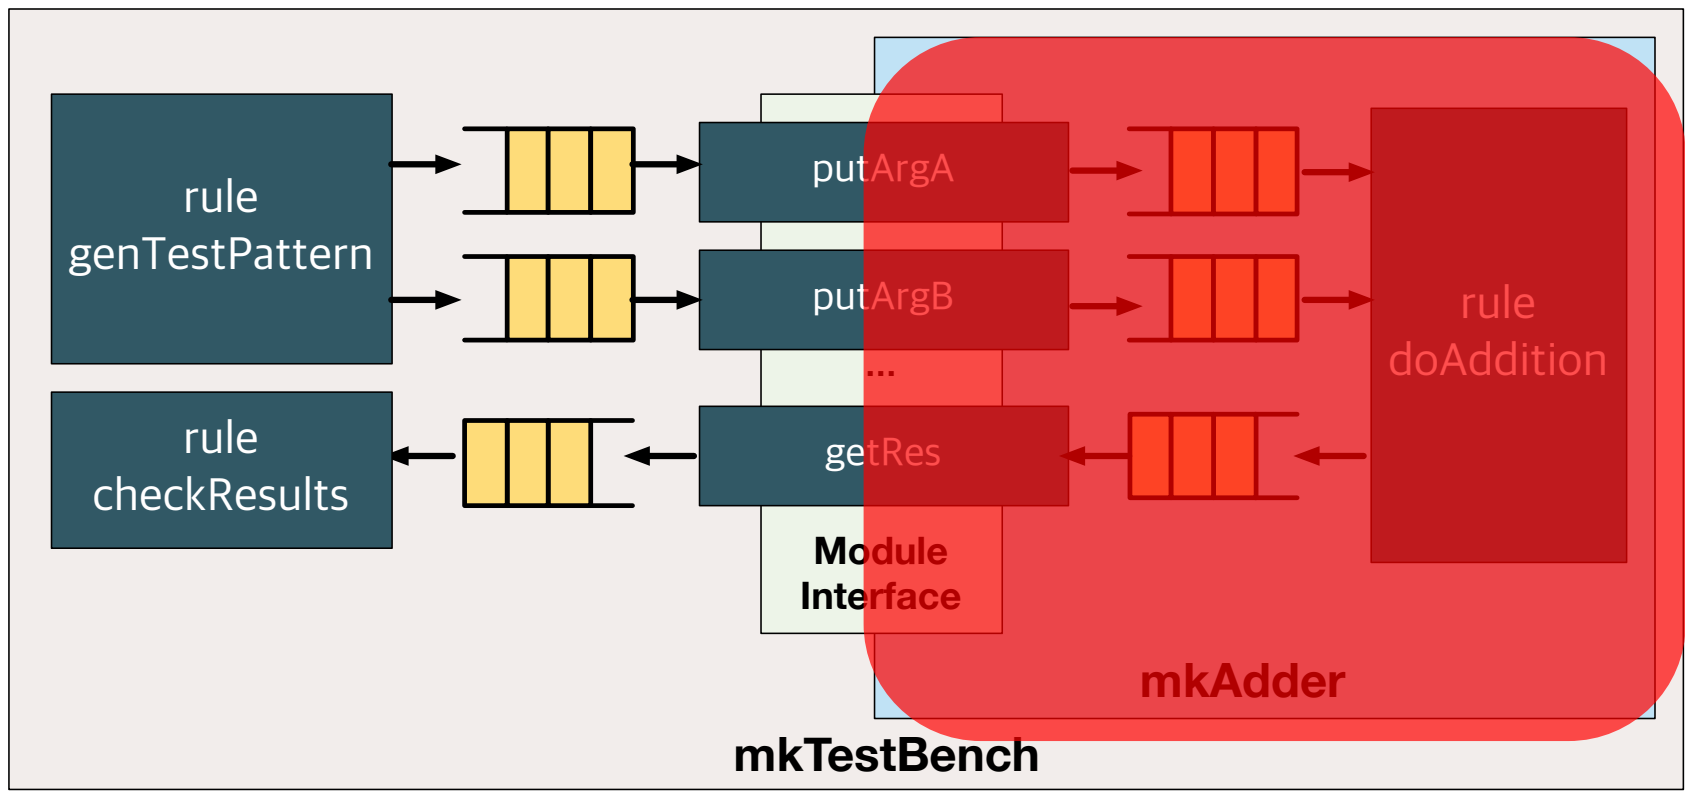 rule
genTestPattern
putArgA
putArgB
...
rule
doAddition
rule
checkResults
getRes
Module
Interface
mkAdder
mkTestBench